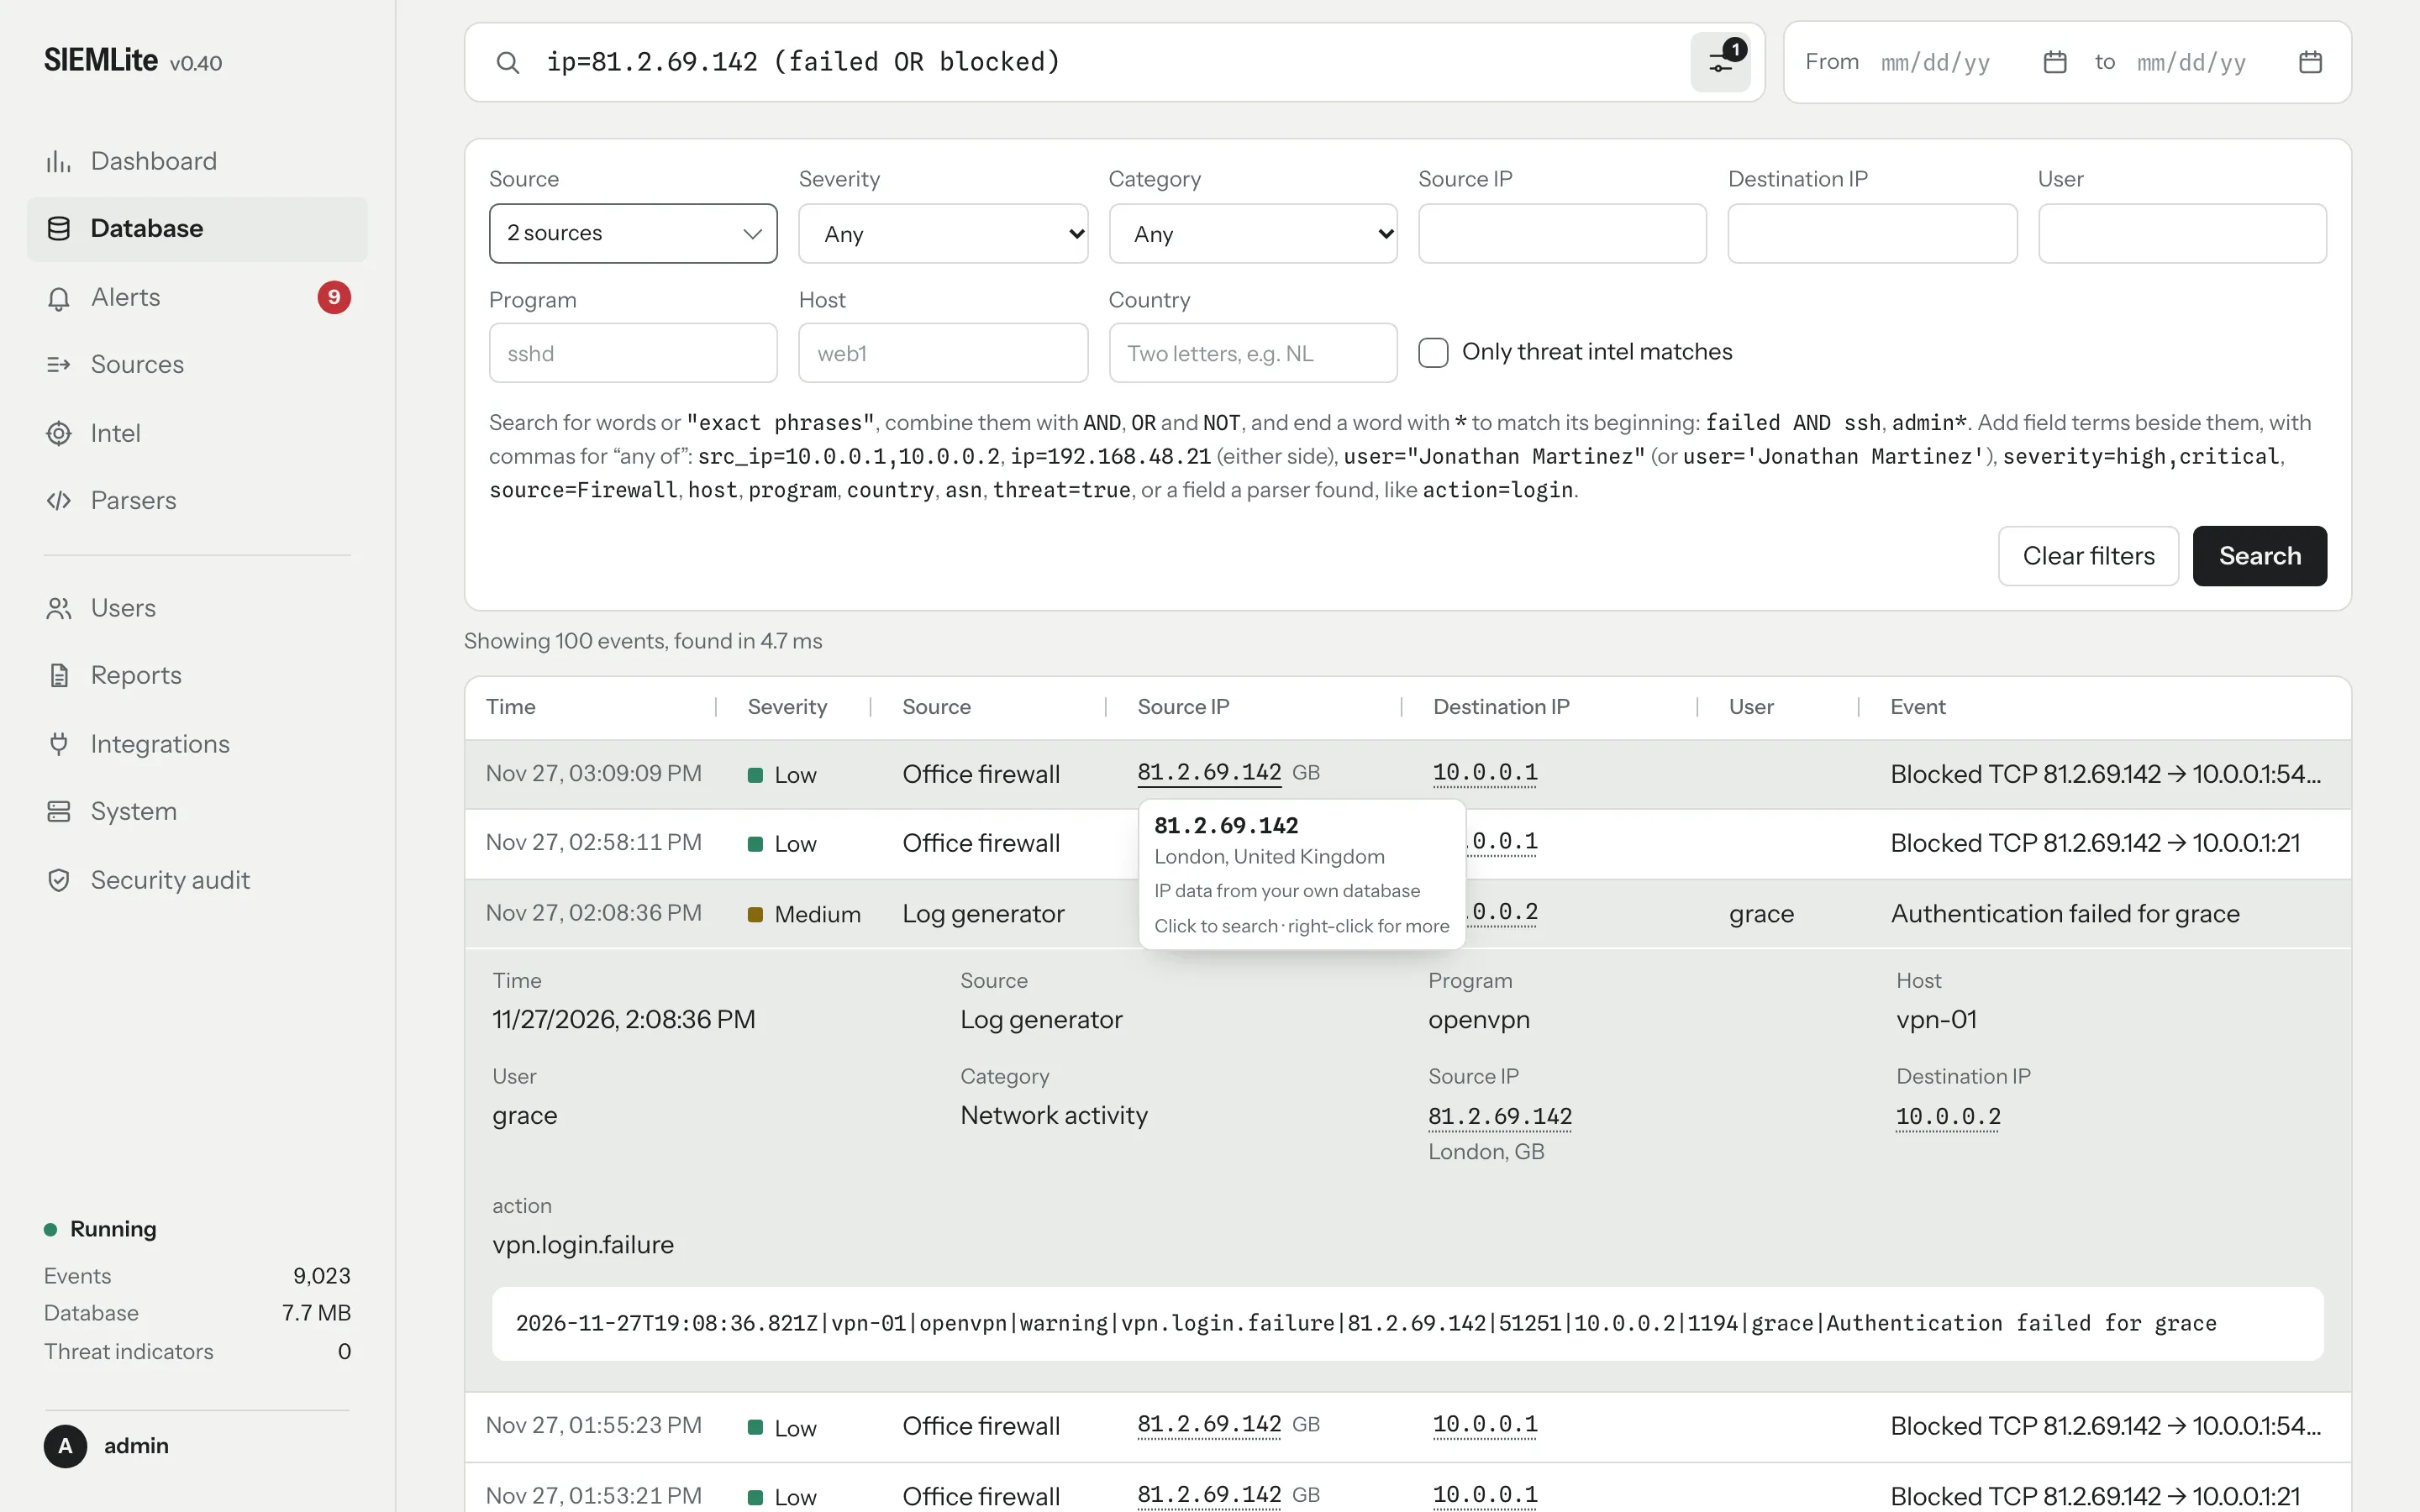 SIEMLite v0.40
Dashboard
Database
Alerts 9
Sources
Intel
Parsers
Users
Reports
Integrations
System
Security audit
Running
Events 9,023
Database 7.7 MB
Threat indicators 0
A admin
ip=81.2.69.142 (failed OR blocked) 1
From mm/dd/yy to mm/dd/yy
Source Severity Category Source IP Destination IP User
2 sources Any Any
Program Host Country
sshd web1 Two letters, e.g. NL Only threat intel matches
Search for words or "exact phrases", combine them with AND, OR and NOT, and end a word with * to match its beginning: failed AND ssh, admin*. Add field terms beside them, with
commas for “any of”: src_ip=10.0.0.1,10.0.0.2, ip=192.168.48.21 (either side), user="Jonathan Martinez" (or user='Jonathan Martinez'), severity=high,critical,
source=Firewall, host, program, country, asn, threat=true, or a field a parser found, like action=login.
Clear filters Search
Showing 100 events, found in 4.7 ms
Time Severity Source Source IP Destination IP User Event
Nov 27, 03:09:09 PM Low Office firewall 81.2.69.142 GB 10.0.0.1 Blocked TCP 81.2.69.142 → 10.0.0.1:54...
Nov 27, 02:58:11 PM Low Office firewall .0.0.1 Blocked TCP 81.2.69.142 → 10.0.0.1:21
Nov 27, 02:08:36 PM Medium Log generator .0.0.2 grace Authentication failed for grace
81.2.69.142
London, United Kingdom
IP data from your own database
Click to search · right-click for more
Time Source Program Host
11/27/2026, 2:08:36 PM Log generator openvpn vpn-01
User Category Source IP Destination IP
grace Network activity 81.2.69.142 10.0.0.2
London, GB
action
vpn.login.failure
2026-11-27T19:08:36.821Z|vpn-01|openvpn|warning|vpn.login.failure|81.2.69.142|51251|10.0.0.2|1194|grace|Authentication failed for grace
Nov 27, 01:55:23 PM Low Office firewall 81.2.69.142 GB 10.0.0.1 Blocked TCP 81.2.69.142 → 10.0.0.1:54...
Nov 27, 01:53:21 PM Low Office firewall 81.2.69.142 GB 10.0.0.1 Blocked TCP 81.2.69.142 → 10.0.0.1:21